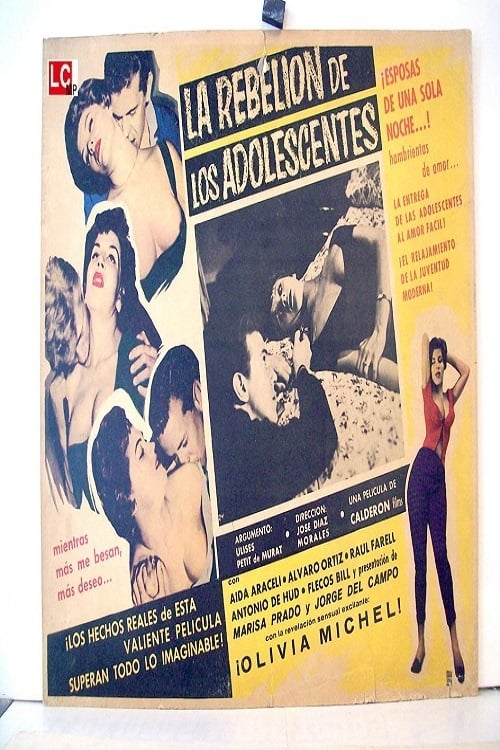 LC
MP
LA REBELION DE
LOS ADOLESCENTES
¡ESPOSAS
DE UNA SOLA
NOCHE...!
hambrientas
de amor...
LA ENTREGA
DE LAS ADOLESCENTES
AL AMOR FACIL!
¡EL RELAJAMIENTO
DE LA JUVENTUD
MODERNA!
mientras
más me besan,
más deseo...
¡LOS HECHOS REALES de ESTA
VALIENTE PELICULA
SUPERAN TODO LO IMAGINABLE!
ARGUMENTO:
ULISES
PETIT de MURAT
DIRECCION:
JOSE DIAZ
MORALES
UNA PELICULA DE
CALDERON films
con
AIDA ARACELI • ALVARO ORTIZ • RAUL FARELL
ANTONIO DE HUD • FLECOS BILL y presentación de
MARISA PRADO y JORGE DEL CAMPO
con la revelación sensual excitante:
¡OLIVIA MICHEL!